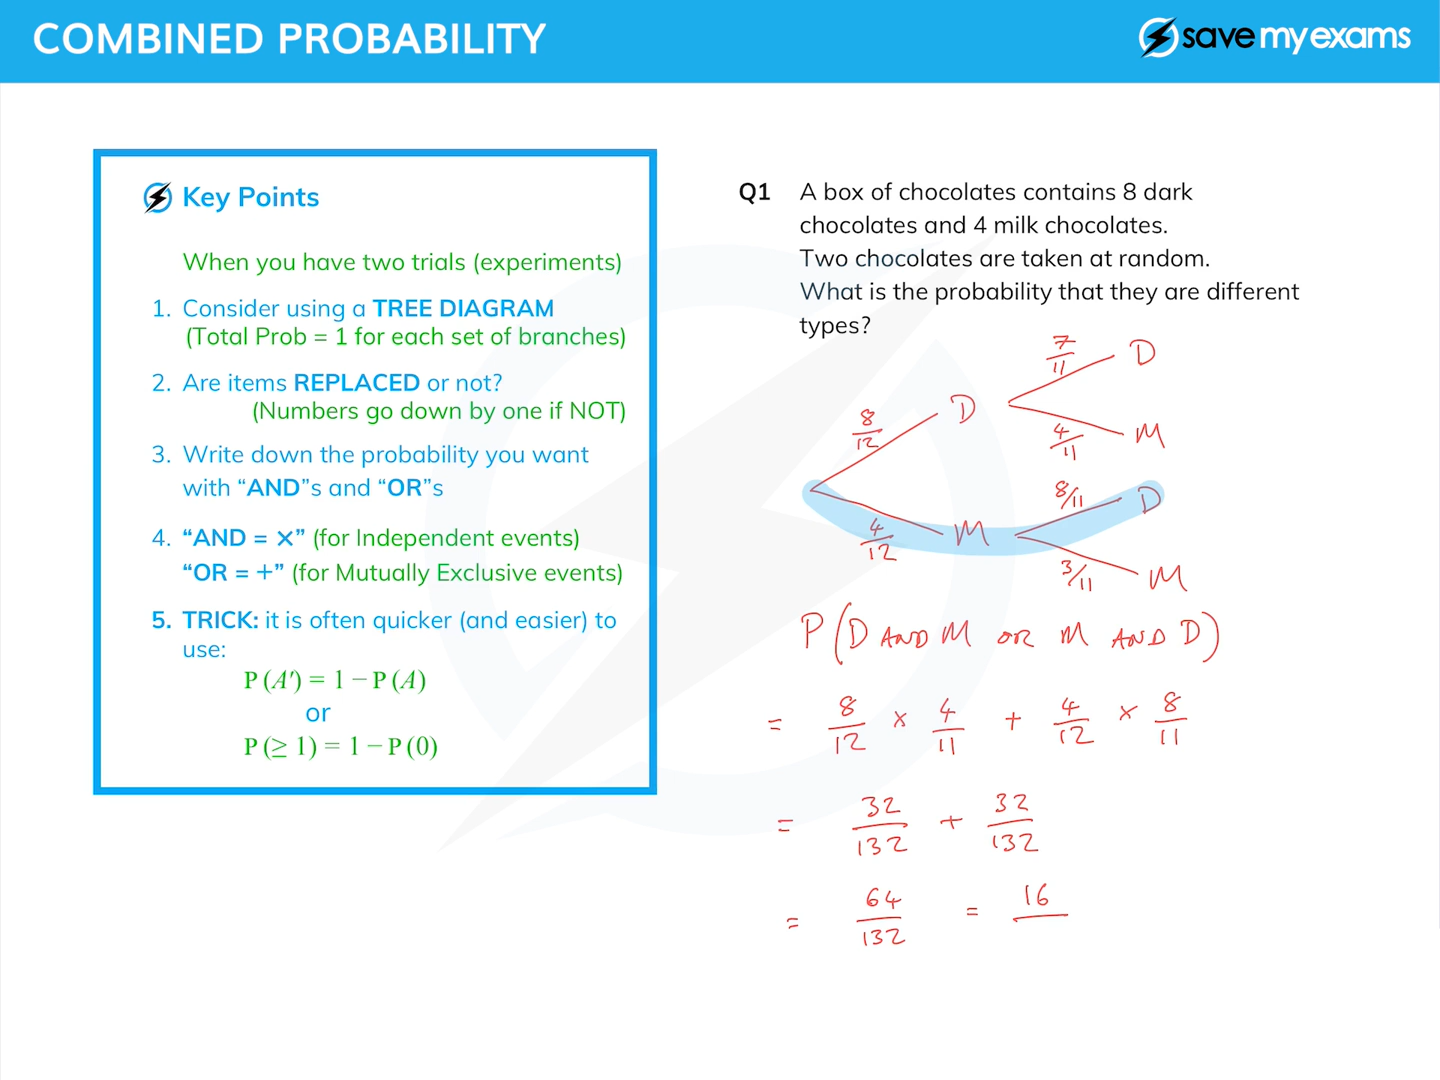 COMBINED PROBABILITY
save my exams
Key Points
When you have two trials (experiments)
1. Consider using a TREE DIAGRAM
(Total Prob = 1 for each set of branches)
2. Are items REPLACED or not?
(Numbers go down by one if NOT)
3. Write down the probability you want
with “AND”s and “OR”s
4. “AND = ×” (for Independent events)
“OR = +” (for Mutually Exclusive events)
5. TRICK: it is often quicker (and easier) to
use:
P (A′) = 1 − P (A)
or
P (≥ 1) = 1 − P (0)
Q1 A box of chocolates contains 8 dark
chocolates and 4 milk chocolates.
Two chocolates are taken at random.
What is the probability that they are different
types?
7/11 D
8/12 D
4/11 M
8/11 D
4/12 M
3/11 M
P(D AND M OR M AND D)
= 8/12 × 4/11 + 4/12 × 8/11
= 32/132 + 32/132
= 64/132 = 16